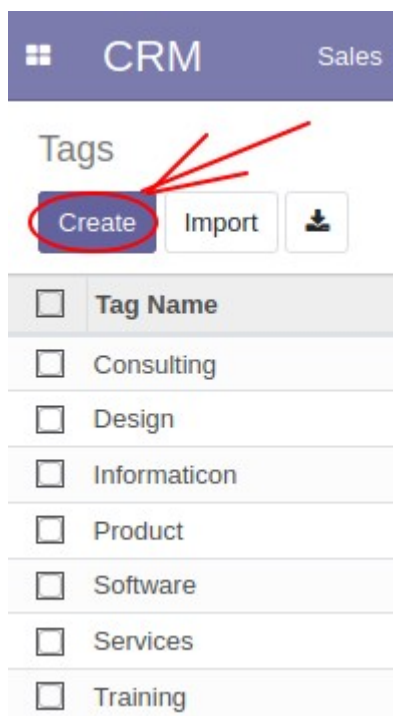 CRM Sales
Tags
Create Import
Tag Name
Consulting
Design
Informaticon
Product
Software
Services
Training